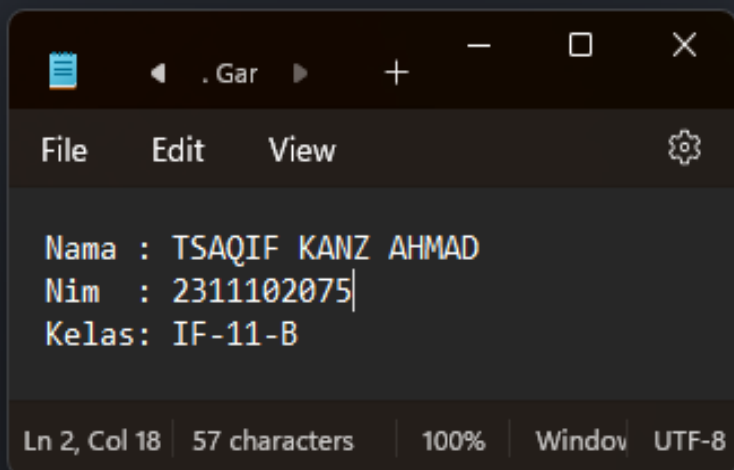 . Gar
File Edit View
Nama : TSAQIF KANZ AHMAD
Nim  : 2311102075
Kelas: IF-11-B
Ln 2, Col 18 57 characters 100% Window UTF-8